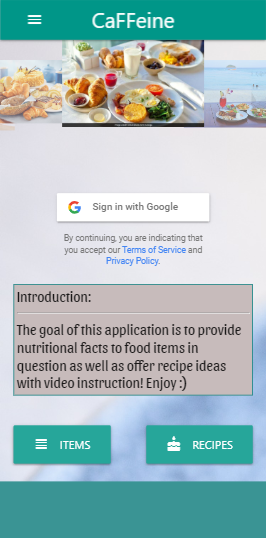 CaFFeine
Sign in with Google
By continuing, you are indicating that
you accept our Terms of Service and
Privacy Policy.
Introduction:
The goal of this application is to provide
nutritional facts to food items in
question as well as offer recipe ideas
with video instruction! Enjoy :)
ITEMS
RECIPES